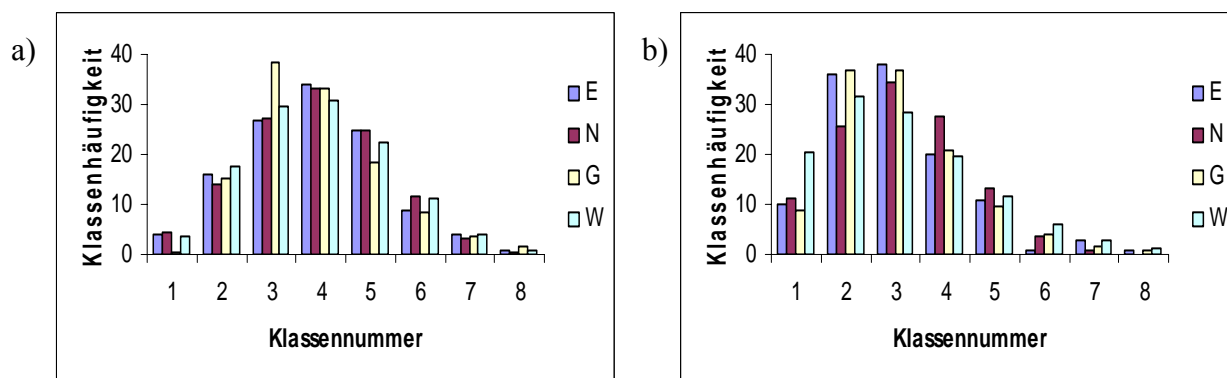 a)
Klassenhäufigkeit
40
30
20
10
0
1 2 3 4 5 6 7 8
Klassennummer
E
N
G
W
b)
Klassenhäufigkeit
40
30
20
10
0
1 2 3 4 5 6 7 8
Klassennummer
E
N
G
W